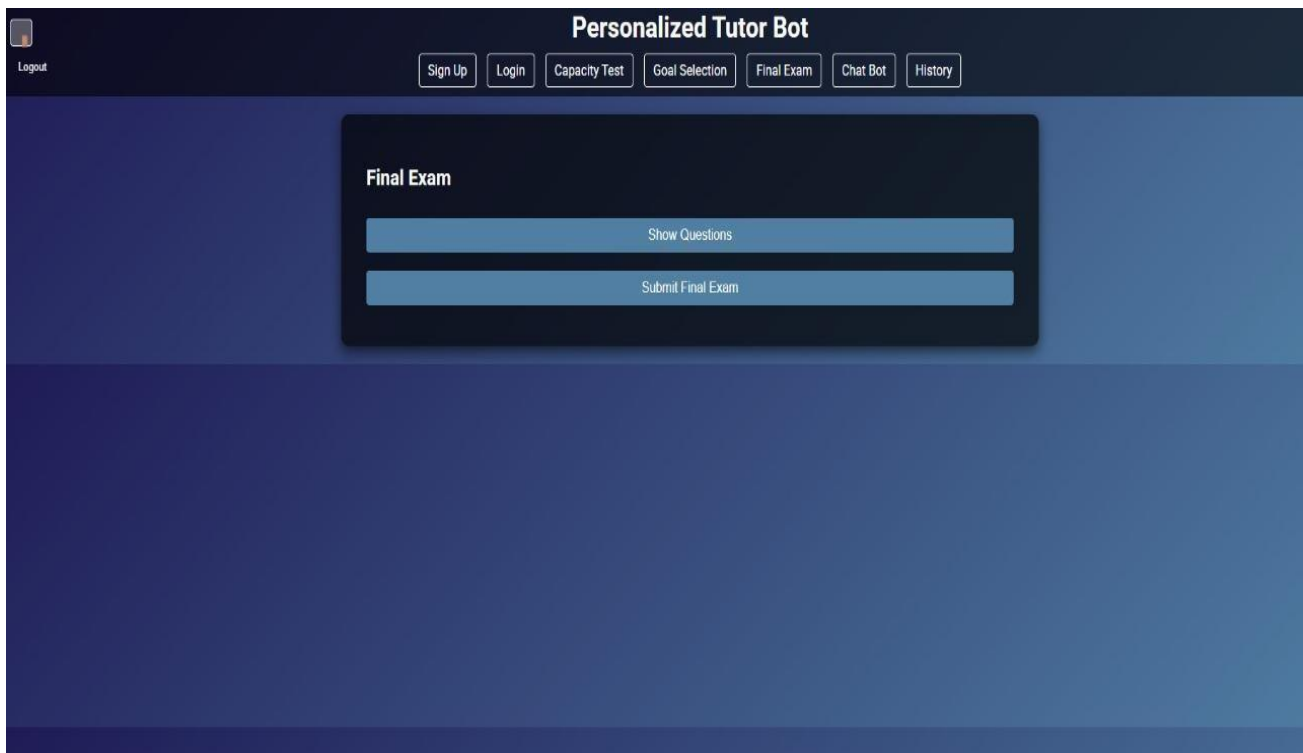 Personalized Tutor Bot
Logout
Sign Up Login Capacity Test Goal Selection Final Exam Chat Bot History
Final Exam
Show Questions
Submit Final Exam